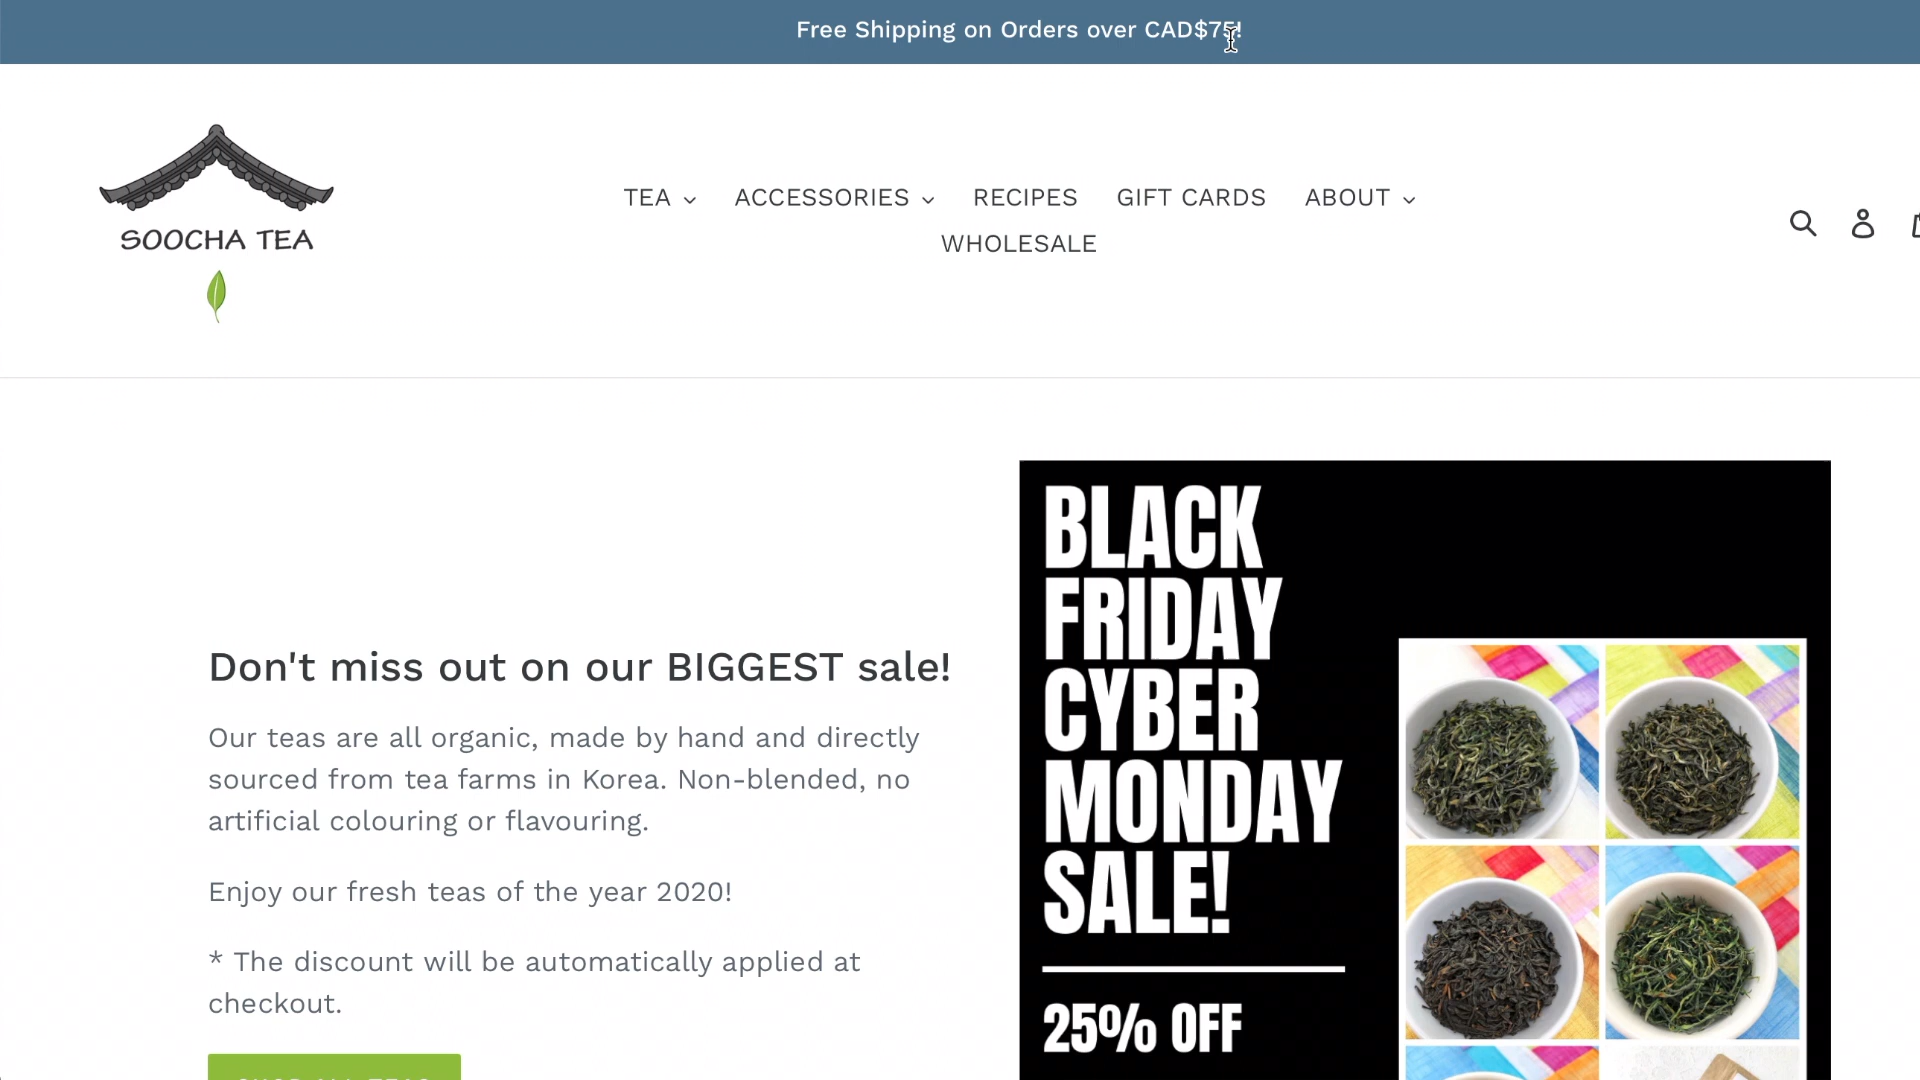 Free Shipping on Orders over CAD$75!
SOOCHA TEA
TEA
ACCESSORIES
RECIPES
GIFT CARDS
ABOUT
WHOLESALE
Don't miss out on our BIGGEST sale!
Our teas are all organic, made by hand and directly
sourced from tea farms in Korea. Non-blended, no
artificial colouring or flavouring.
Enjoy our fresh teas of the year 2020!
* The discount will be automatically applied at
checkout.
BLACK
FRIDAY
CYBER
MONDAY
SALE!
25% OFF